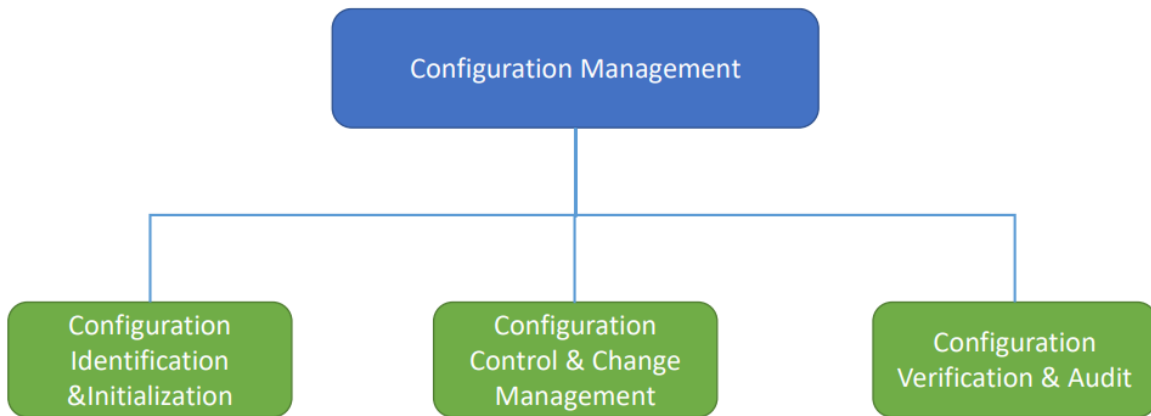 Configuration Management
Configuration
Identification
&Initialization
Configuration
Control & Change
Management
Configuration
Verification & Audit